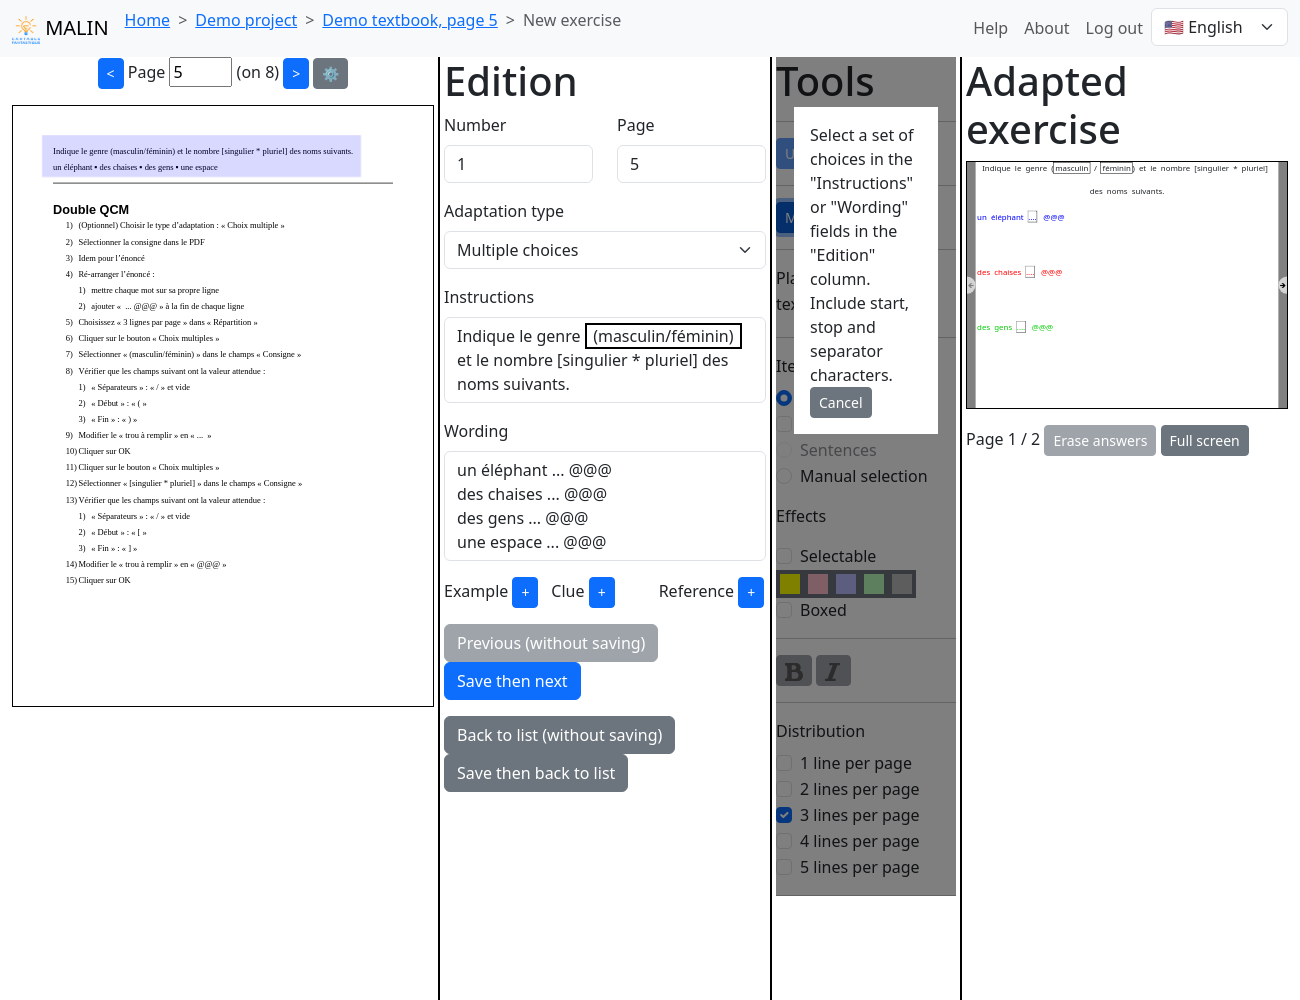 MALIN
Home > Demo project > Demo textbook, page 5 > New exercise
Help About Log out 🇺🇸 English
< Page 5 (on 8) > ⚙️
Indique le genre (masculin/féminin) et le nombre [singulier * pluriel] des noms suivants.
un éléphant • des chaises • des gens • une espace
Double QCM
1) (Optionnel) Choisir le type d’adaptation : « Choix multiple »
2) Sélectionner la consigne dans le PDF
3) Idem pour l’énoncé
4) Ré-arranger l’énoncé :
1) mettre chaque mot sur sa propre ligne
2) ajouter «  ... @@@ » à la fin de chaque ligne
5) Choisissez « 3 lignes par page » dans « Répartition »
6) Cliquer sur le bouton « Choix multiples »
7) Sélectionner « (masculin/féminin) » dans le champs « Consigne »
8) Vérifier que les champs suivant ont la valeur attendue :
1) « Séparateurs » : « / » et vide
2) « Début » : « ( »
3) « Fin » : « ) »
9) Modifier le « trou à remplir » en « ...  »
10) Cliquer sur OK
11) Cliquer sur le bouton « Choix multiples »
12) Sélectionner « [singulier * pluriel] » dans le champs « Consigne »
13) Vérifier que les champs suivant ont la valeur attendue :
1) « Séparateurs » : « / » et vide
2) « Début » : « [ »
3) « Fin » : « ] »
14) Modifier le « trou à remplir » en « @@@ »
15) Cliquer sur OK
Edition
Number Page
1 5
Adaptation type
Multiple choices
Instructions
Indique le genre (masculin/féminin)
et le nombre [singulier * pluriel] des
noms suivants.
Wording
un éléphant ... @@@
des chaises ... @@@
des gens ... @@@
une espace ... @@@
Example + Clue + Reference +
Previous (without saving)
Save then next
Back to list (without saving)
Save then back to list
Tools
Select a set of
choices in the
"Instructions"
or "Wording"
fields in the
"Edition"
column.
Include start,
stop and
separator
characters.
Cancel
Sentences
Manual selection
Effects
Selectable
Boxed
B I
Distribution
1 line per page
2 lines per page
3 lines per page
4 lines per page
5 lines per page
Adapted
exercise
Indique le genre (masculin / féminin) et le nombre [singulier * pluriel]
des noms suivants.
un éléphant .... @@@
des chaises .... @@@
des gens .... @@@
Page 1 / 2 Erase answers Full screen